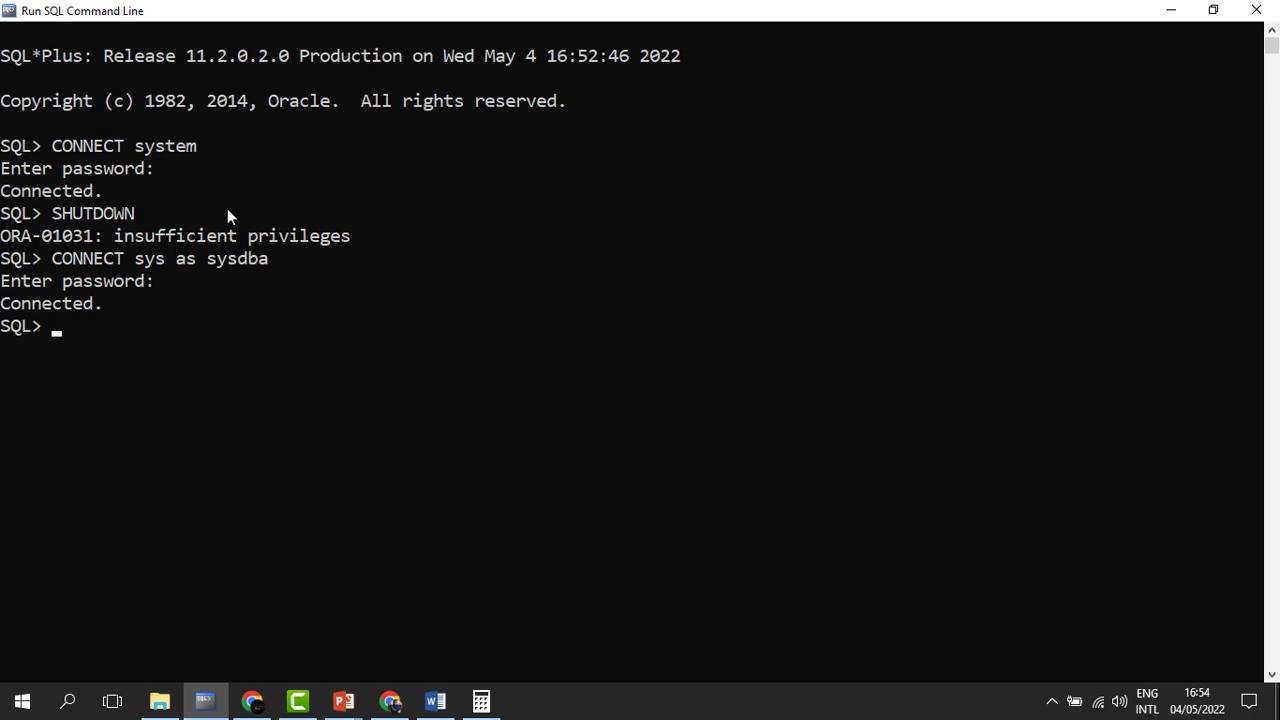 Run SQL Command Line
SQL*Plus: Release 11.2.0.2.0 Production on Wed May 4 16:52:46 2022
Copyright (c) 1982, 2014, Oracle.  All rights reserved.
SQL> CONNECT system
Enter password:
Connected.
SQL> SHUTDOWN
ORA-01031: insufficient privileges
SQL> CONNECT sys as sysdba
Enter password:
Connected.
SQL>
ENG
INTL
16:54
04/05/2022